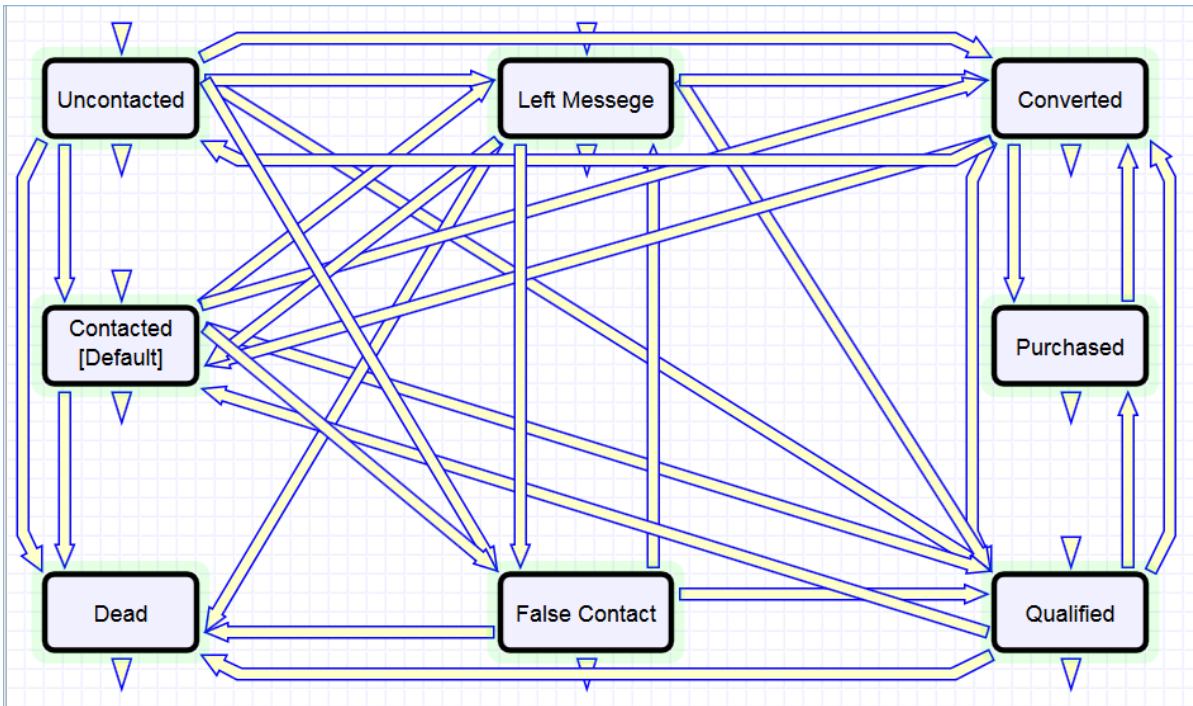 Uncontacted
Left Messege
Converted
Contacted
[Default]
Purchased
Dead
False Contact
Qualified